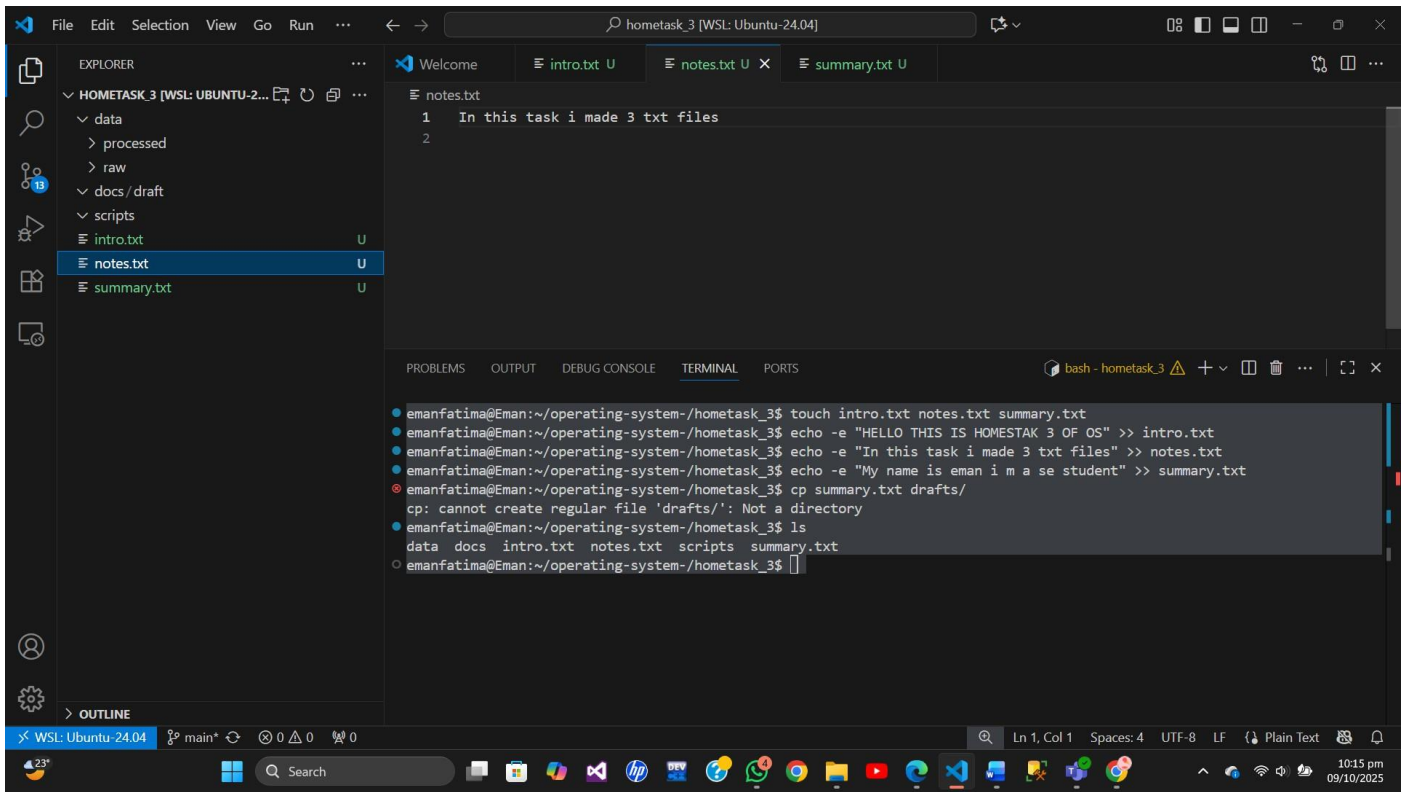 File Edit Selection View Go Run ··· hometask_3 [WSL: Ubuntu-24.04]
EXPLORER ···
Welcome intro.txt U notes.txt U summary.txt U
HOMETASK_3 [WSL: UBUNTU-2...
data
processed
raw
docs/draft
scripts
intro.txt U
notes.txt U
summary.txt U
notes.txt
1 In this task i made 3 txt files
2
PROBLEMS OUTPUT DEBUG CONSOLE TERMINAL PORTS bash - hometask_3
emanfatima@Eman:~/operating-system-/hometask_3$ touch intro.txt notes.txt summary.txt
emanfatima@Eman:~/operating-system-/hometask_3$ echo -e "HELLO THIS IS HOMESTAK 3 OF OS" >> intro.txt
emanfatima@Eman:~/operating-system-/hometask_3$ echo -e "In this task i made 3 txt files" >> notes.txt
emanfatima@Eman:~/operating-system-/hometask_3$ echo -e "My name is eman i m a se student" >> summary.txt
emanfatima@Eman:~/operating-system-/hometask_3$ cp summary.txt drafts/
cp: cannot create regular file 'drafts/': Not a directory
emanfatima@Eman:~/operating-system-/hometask_3$ ls
data docs intro.txt notes.txt scripts summary.txt
emanfatima@Eman:~/operating-system-/hometask_3$
13
OUTLINE
WSL: Ubuntu-24.04 main* 0 0 0 Ln 1, Col 1 Spaces: 4 UTF-8 LF Plain Text
23° Search DEV hp 4 10:15 pm
09/10/2025